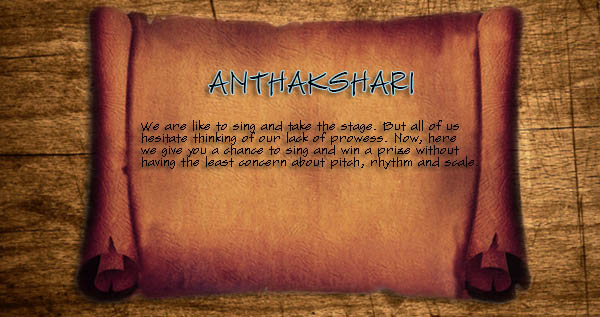 ANTHAKSHARI
We are like to sing and take the stage. But all of us
hesitate thinking of our lack of prowess. Now, here
we give you a chance to sing and win a prize without
having the least concern about pitch, rhythm and scale.